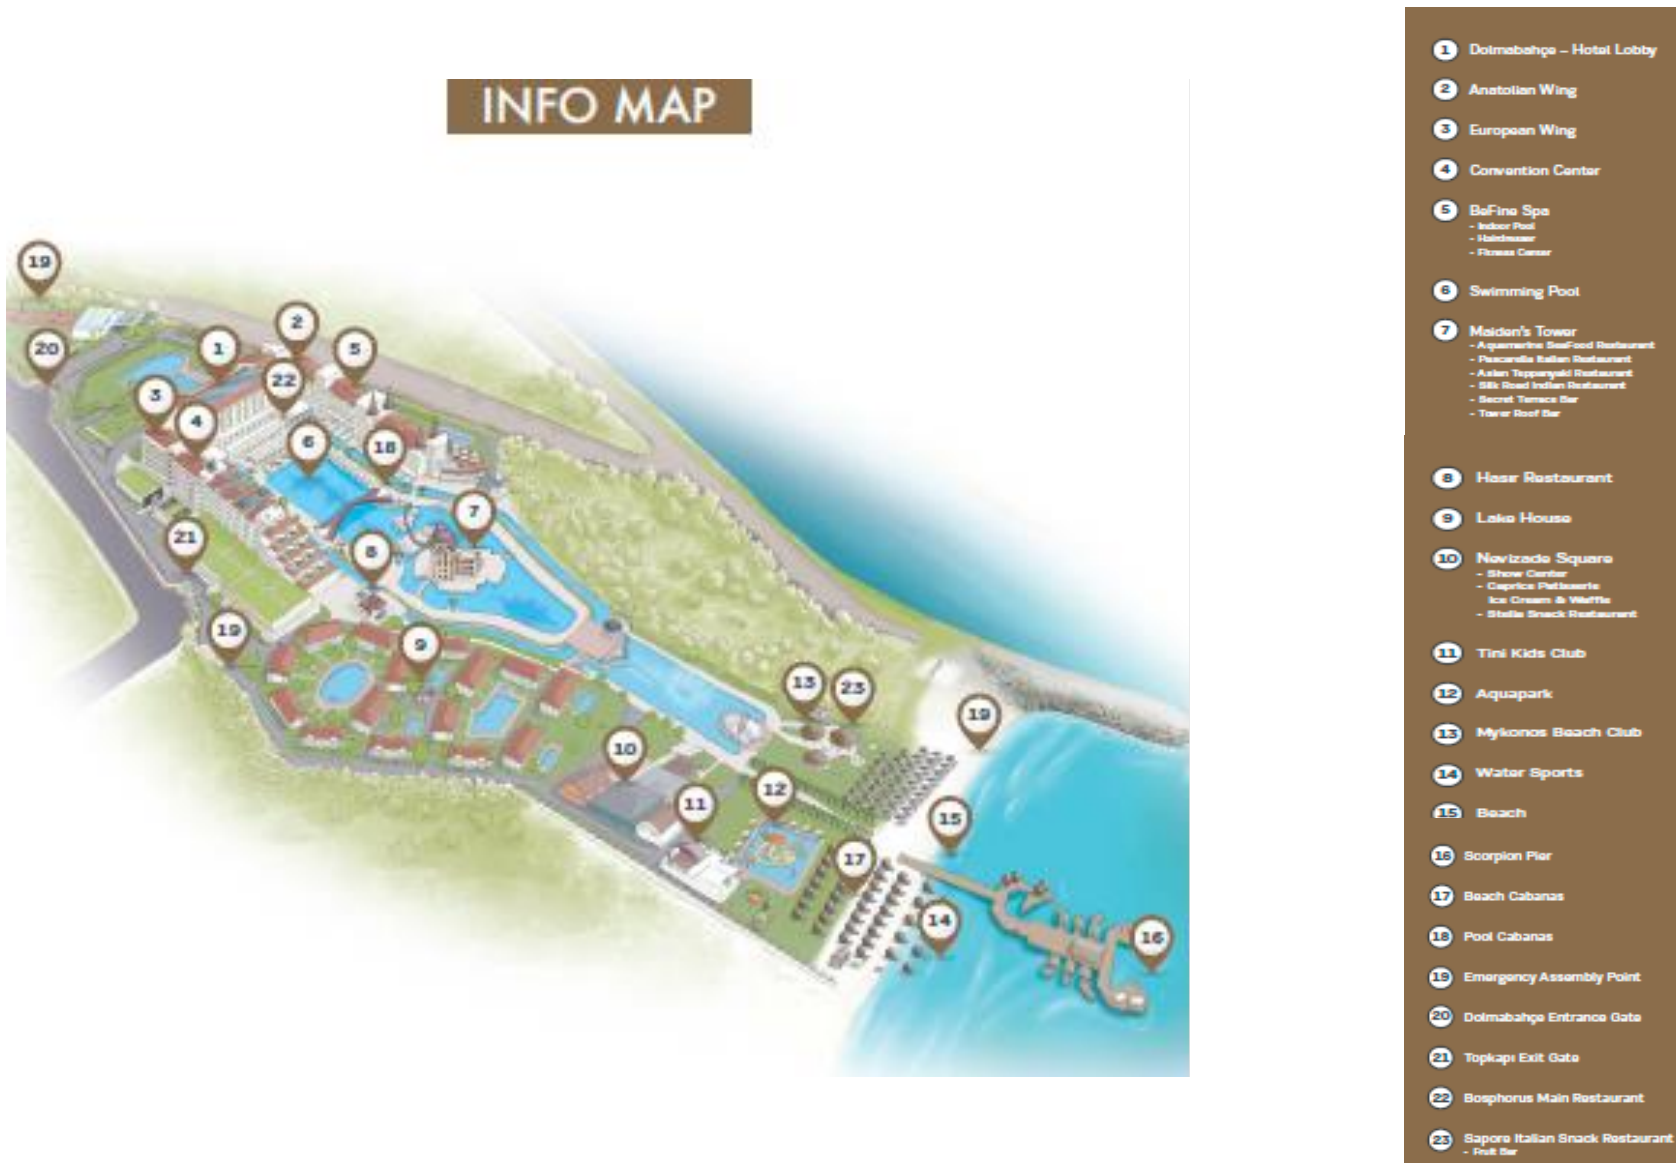 INFO MAP
19
20
1
2
5
22
3
4
6
18
7
21
8
19
9
13
23
19
10
11
12
15
17
14
16
1 Dolmabahçe – Hotel Lobby
2 Anatolian Wing
3 European Wing
4 Convention Center
5 BeFine Spa
- Indoor Pool
- Hairdresser
- Fitness Center
6 Swimming Pool
7 Maiden's Tower
- Aquamarine SeaFood Restaurant
- Pascarella Italian Restaurant
- Asian Teppanyaki Restaurant
- Silk Road Indian Restaurant
- Secret Terrace Bar
- Tower Roof Bar
8 Hasır Restaurant
9 Lake House
10 Nevizade Square
- Show Center
- Caprice Patisserie
Ice Cream & Waffle
- Stella Snack Restaurant
11 Tini Kids Club
12 Aquapark
13 Mykonos Beach Club
14 Water Sports
15 Beach
16 Scorpion Pier
17 Beach Cabanas
18 Pool Cabanas
19 Emergency Assembly Point
20 Dolmabahçe Entrance Gate
21 Topkapı Exit Gate
22 Bosphorus Main Restaurant
23 Sapore Italian Snack Restaurant
- Fruit Bar